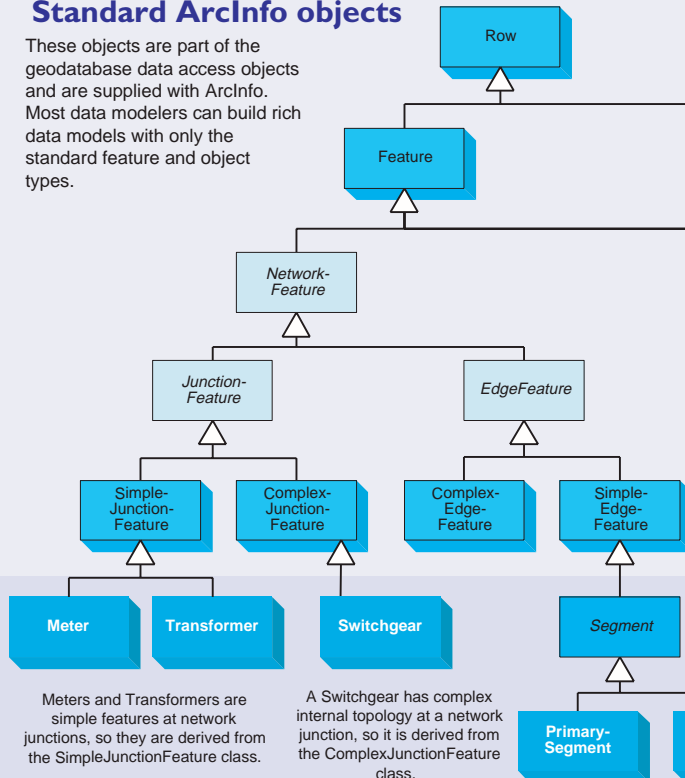 Standard ArcInfo objects
These objects are part of the
geodatabase data access objects
and are supplied with ArcInfo.
Most data modelers can build rich
data models with only the
standard feature and object
types.
Row
Feature
Network-
Feature
Junction-
Feature
EdgeFeature
Simple-
Junction-
Feature
Complex-
Junction-
Feature
Complex-
Edge-
Feature
Simple-
Edge-
Feature
Meter
Transformer
Switchgear
Segment
Meters and Transformers are
simple features at network
junctions, so they are derived from
the SimpleJunctionFeature class.
A Switchgear has complex
internal topology at a network
junction, so it is derived from
the ComplexJunctionFeature
class.
Primary-
Segment